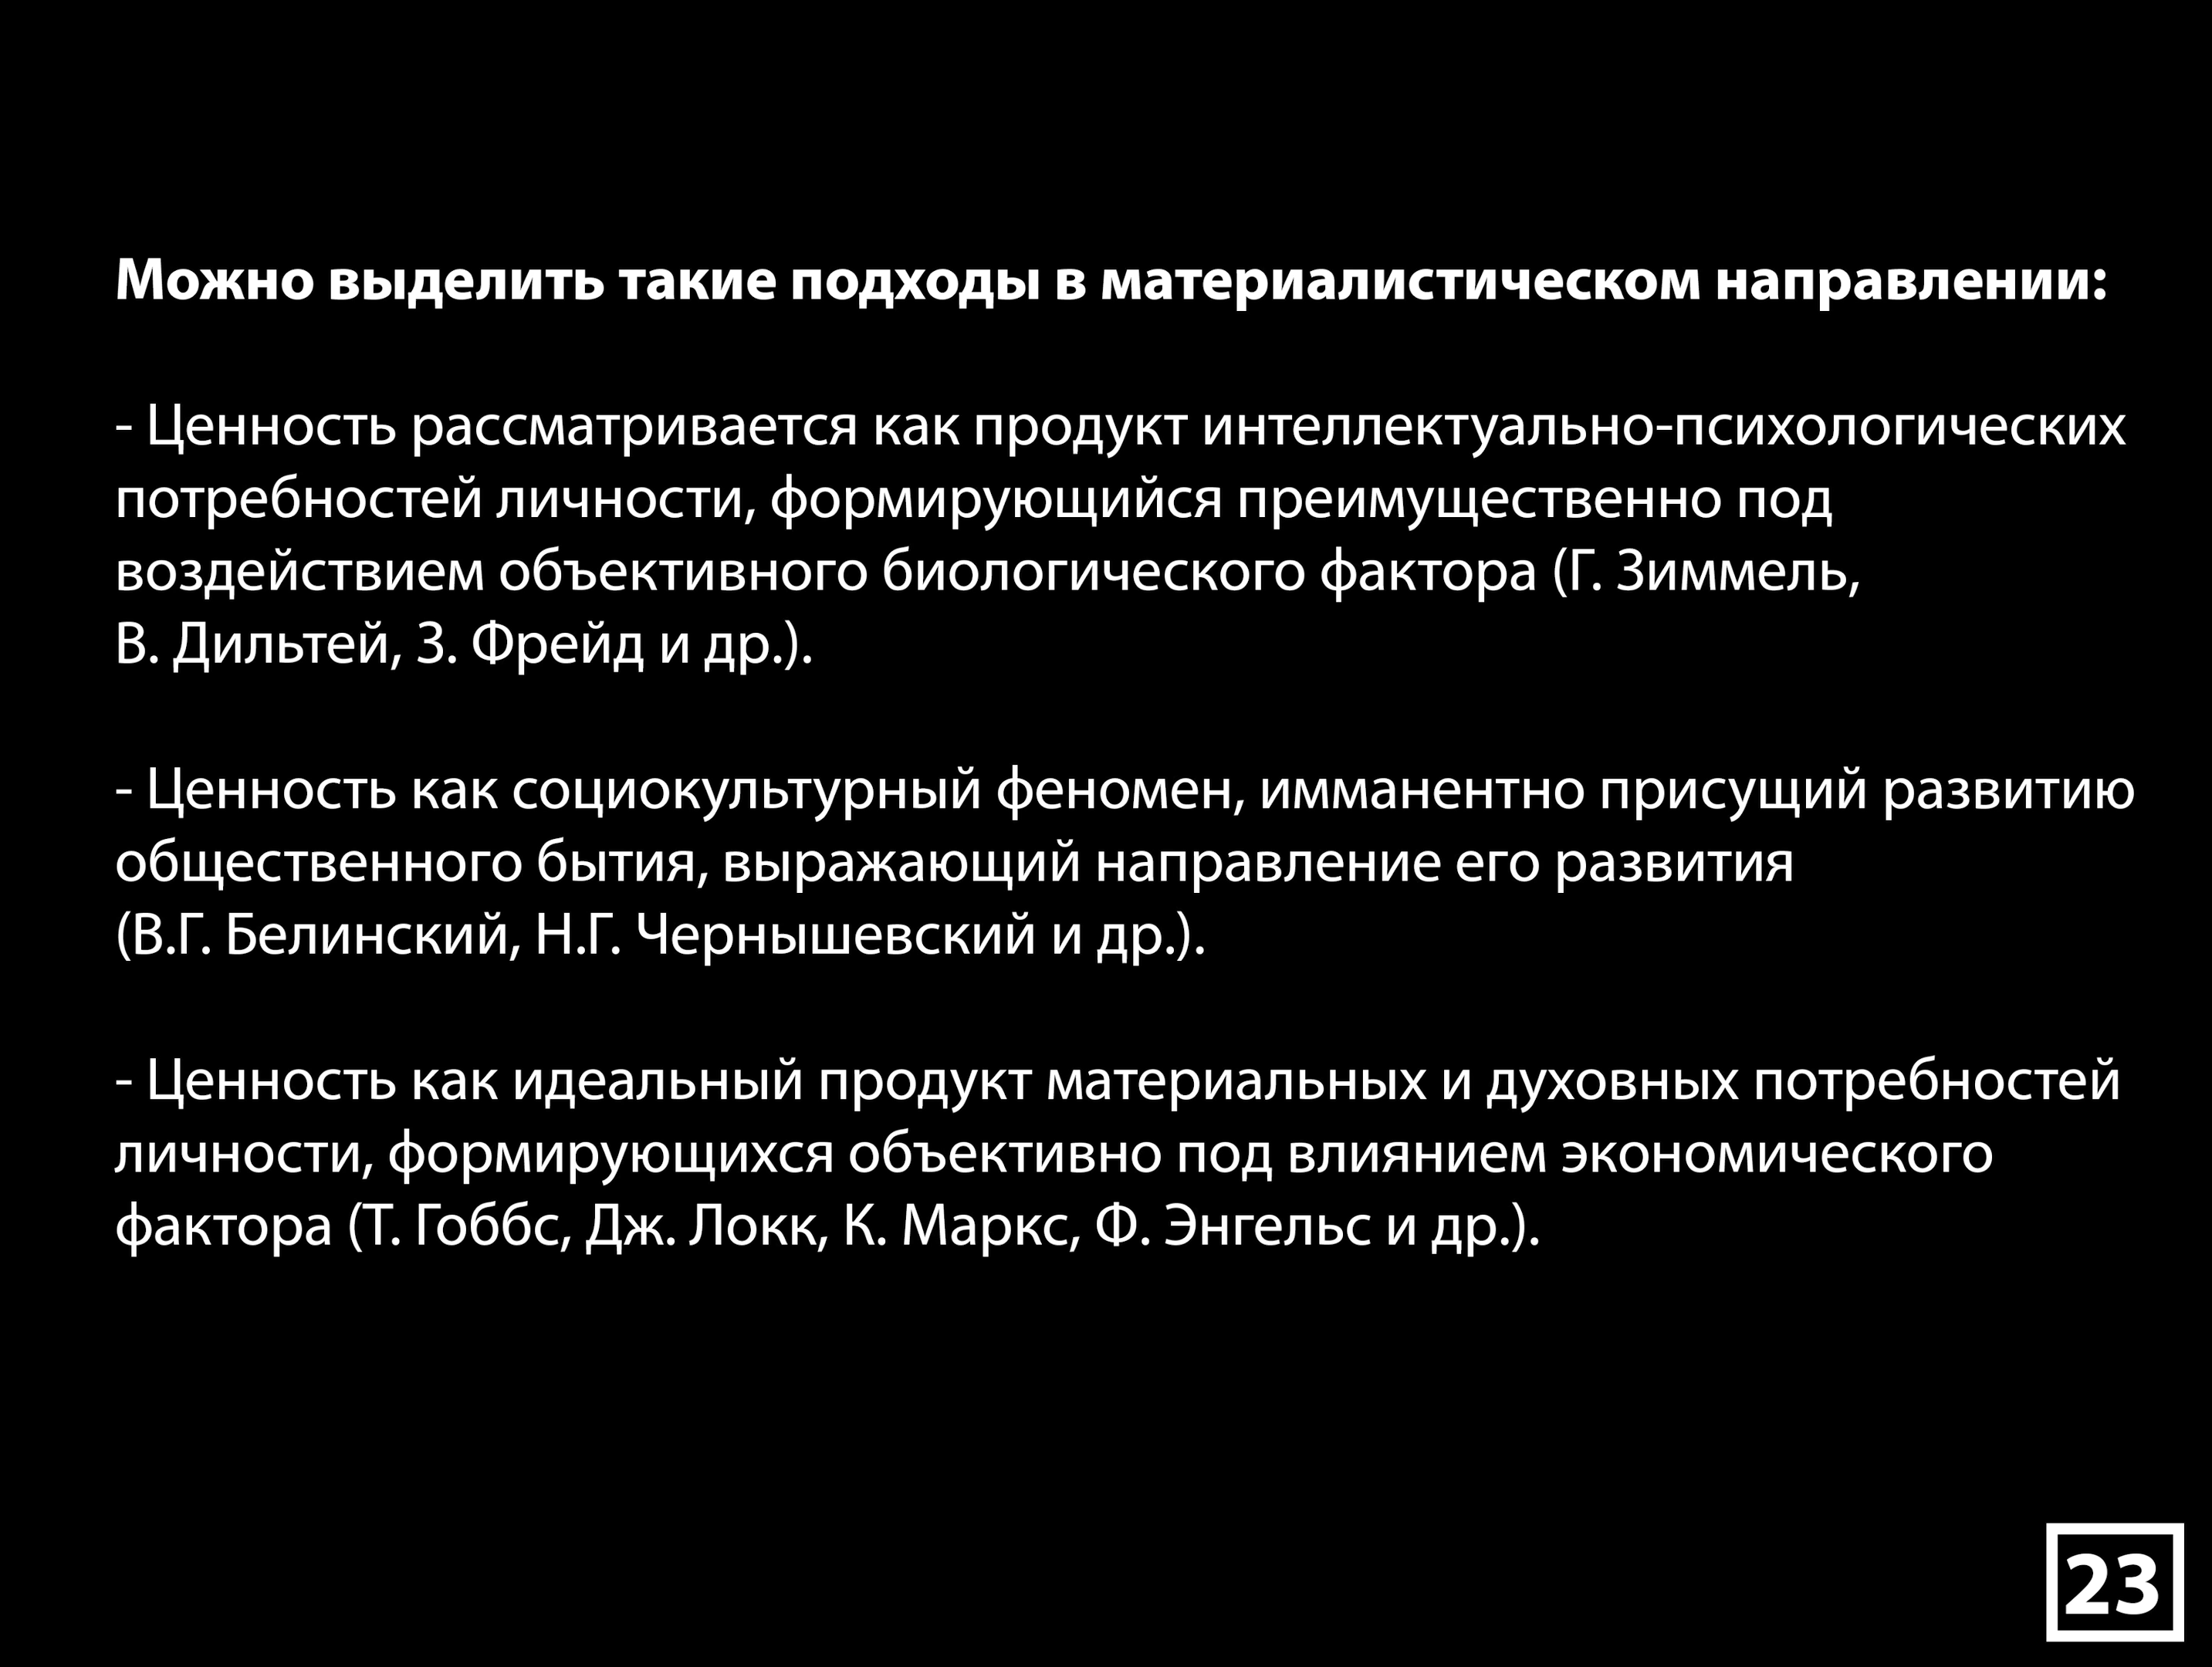 Можно выделить такие подходы в материалистическом направлении:
- Ценность рассматривается как продукт интеллектуально-психологических
потребностей личности, формирующийся преимущественно под
воздействием объективного биологического фактора (Г. Зиммель,
В. Дильтей, З. Фрейд и др.).
- Ценность как социокультурный феномен, имманентно присущий развитию
общественного бытия, выражающий направление его развития
(В.Г. Белинский, Н.Г. Чернышевский и др.).
- Ценность как идеальный продукт материальных и духовных потребностей
личности, формирующихся объективно под влиянием экономического
фактора (Т. Гоббс, Дж. Локк, К. Маркс, Ф. Энгельс и др.).
23